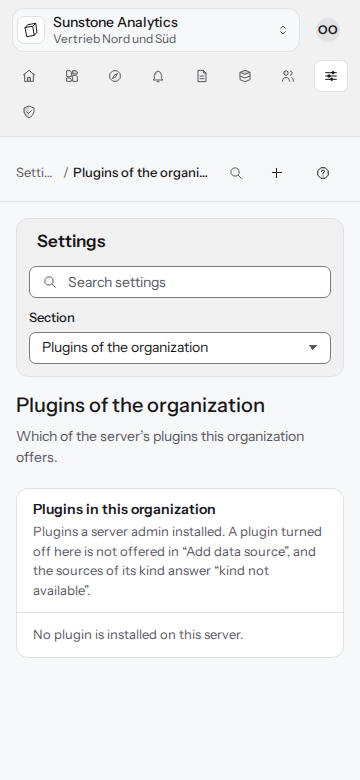 Sunstone Analytics
Vertrieb Nord und Süd
OO
Setti... / Plugins of the organi...
Settings
Search settings
Section
Plugins of the organization
Plugins of the organization
Which of the server's plugins this organization
offers.
Plugins in this organization
Plugins a server admin installed. A plugin turned
off here is not offered in “Add data source”, and
the sources of its kind answer “kind not
available”.
No plugin is installed on this server.